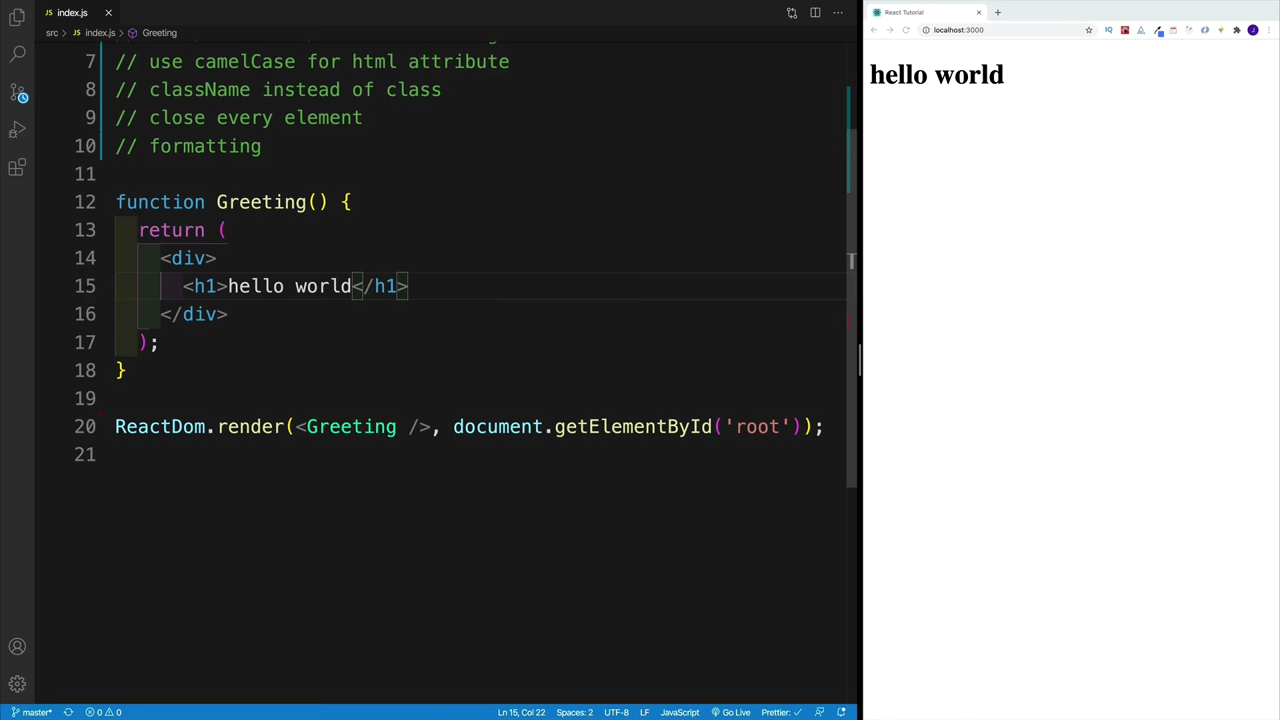 index.js
src > index.js > Greeting
7 // use camelCase for html attribute
8 // className instead of class
9 // close every element
10 // formatting
11
12 function Greeting() {
13 return (
14 <div>
15 <h1>hello world</h1>
16 </div>
17 );
18 }
19
20 ReactDom.render(<Greeting />, document.getElementById('root'));
21
master* 0 0 Ln 15, Col 22 Spaces: 2 UTF-8 LF JavaScript Go Live Prettier: ✓
React Tutorial
localhost:3000
hello world